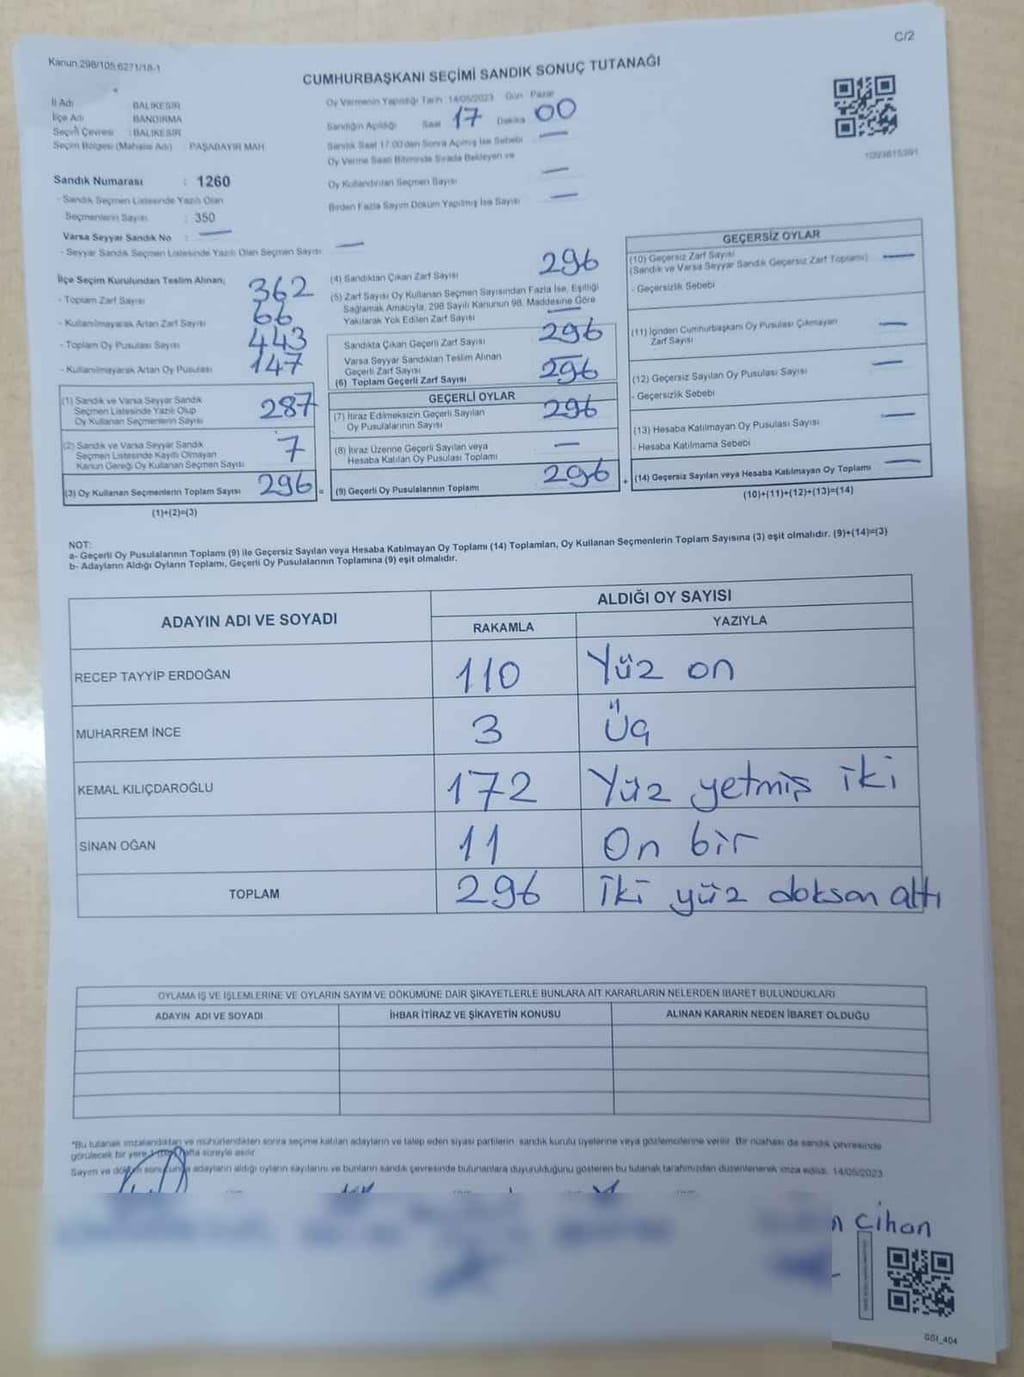 C/2
Kanun.298/105.6271/18-1
CUMHURBAŞKANI SEÇİMİ SANDIK SONUÇ TUTANAĞI
İl Adı BALIKESİR
İlçe Adı BANDIRMA
Seçim Çevresi : BALIKESİR
Seçim Bölgesi (Mahalle Adı) PAŞABAYIR MAH
Oy Vermenin Yapıldığı Tarih 14/05/2023 Gün Pazar
Sandığın Açıldığı Saat 17 Dakika 00
Sandık Saat 17:00'den Sonra Açılmış İse Sebebi —
Oy Verme Saati Bitiminde Sırada Bekleyen ve
Oy Kullandırılan Seçmen Sayısı —
Birden Fazla Sayım Döküm Yapılmış İse Sayısı —
Sandık Numarası : 1260
- Sandık Seçmen Listesinde Yazılı Olan
Seçmenlerin Sayısı : 350
Varsa Seyyar Sandık No : —
- Seyyar Sandık Seçmen Listesinde Yazılı Olan Seçmen Sayısı —
İlçe Seçim Kurulundan Teslim Alınan;
- Toplam Zarf Sayısı 362
- Kullanılmayarak Artan Zarf Sayısı 66
- Toplam Oy Pusulası Sayısı 443
- Kullanılmayarak Artan Oy Pusulası 147
(1) Sandık ve Varsa Seyyar Sandık
Seçmen Listesinde Yazılı Olup
Oy Kullanan Seçmenlerin Sayısı 287
(2) Sandık ve Varsa Seyyar Sandık
Seçmen Listesinde Kayıtlı Olmayan
Kanun Gereği Oy Kullanan Seçmen Sayısı 7
(3) Oy Kullanan Seçmenlerin Toplam Sayısı 296 =
(1)+(2)=(3)
(4) Sandıktan Çıkan Zarf Sayısı 296
(5) Zarf Sayısı Oy Kullanan Seçmen Sayısından Fazla İse, Eşitliği
Sağlamak Amacıyla, 298 Sayılı Kanunun 98. Maddesine Göre
Yakılarak Yok Edilen Zarf Sayısı —
Sandıkta Çıkan Geçerli Zarf Sayısı 296
Varsa Seyyar Sandıktan Teslim Alınan
Geçerli Zarf Sayısı —
(6) Toplam Geçerli Zarf Sayısı 296
GEÇERLİ OYLAR
(7) İtiraz Edilmeksizin Geçerli Sayılan
Oy Pusulalarının Sayısı 296
(8) İtiraz Üzerine Geçerli Sayılan veya
Hesaba Katılan Oy Pusulası Toplamı —
(9) Geçerli Oy Pusulalarının Toplamı 296 +
GEÇERSİZ OYLAR
(10) Geçersiz Zarf Sayısı —
(Sandık ve Varsa Seyyar Sandık Geçersiz Zarf Toplamı)
- Geçersizlik Sebebi
(11) İçinden Cumhurbaşkanı Oy Pusulası Çıkmayan
Zarf Sayısı —
(12) Geçersiz Sayılan Oy Pusulası Sayısı —
- Geçersizlik Sebebi
(13) Hesaba Katılmayan Oy Pusulası Sayısı —
- Hesaba Katılmama Sebebi
(14) Geçersiz Sayılan veya Hesaba Katılmayan Oy Toplamı —
(10)+(11)+(12)+(13)=(14)
NOT:
a- Geçerli Oy Pusulalarının Toplamı (9) ile Geçersiz Sayılan veya Hesaba Katılmayan Oy Toplamı (14) Toplamları, Oy Kullanan Seçmenlerin Toplam Sayısına (3) eşit olmalıdır. (9)+(14)=(3)
b- Adayların Aldığı Oyların Toplamı, Geçerli Oy Pusulalarının Toplamına (9) eşit olmalıdır.
ADAYIN ADI VE SOYADI
ALDIĞI OY SAYISI
RAKAMLA YAZIYLA
RECEP TAYYİP ERDOĞAN 110 Yüz on
MUHARREM İNCE 3 Üç
KEMAL KILIÇDAROĞLU 172 Yüz yetmiş iki
SİNAN OĞAN 11 On bir
TOPLAM 296 İki yüz doksan altı
OYLAMA İŞ VE İŞLEMLERİNE VE OYLARIN SAYIM VE DÖKÜMÜNE DAİR ŞİKAYETLERLE BUNLARA AİT KARARLARIN NELERDEN İBARET BULUNDUKLARI
ADAYIN ADI VE SOYADI İHBAR İTİRAZ VE ŞİKAYETİN KONUSU ALINAN KARARIN NEDEN İBARET OLDUĞU
*Bu tutanak imzalandıktan ve mühürlendikten sonra seçime katılan adayların ve talep eden siyasi partilerin sandık kurulu üyelerine veya gözlemcilerine verilir. Bir nüshası da sandık çevresinde
görülecek bir yere hafta süreyle asılır
Sayım ve döküm adayların aldığı oyların sayılarını ve bunların sandık çevresinde bulunanlara duyurulduğunu gösteren bu tutanak tarafımızdan düzenlenerek imza edildi. 14/05/2023
Cihan
SSI_404